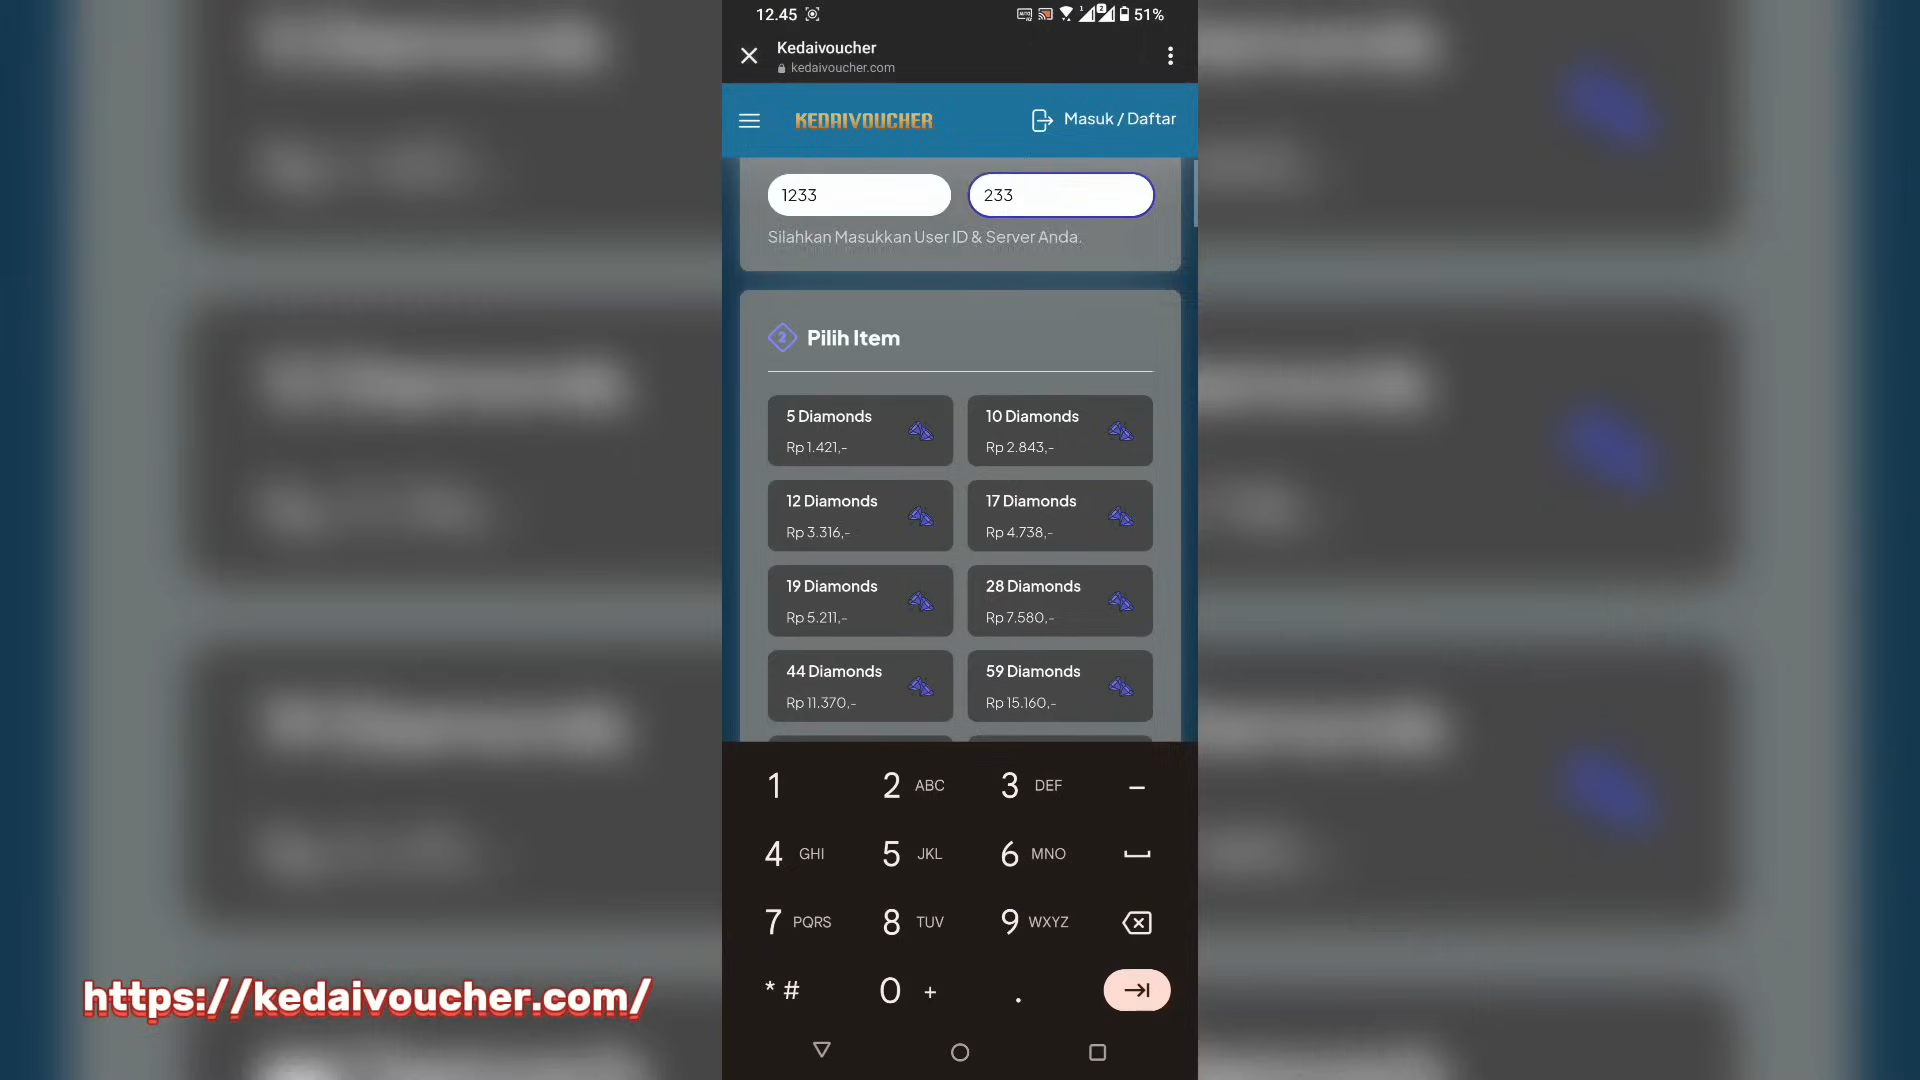 12.45
51%
Kedaivoucher
kedaivoucher.com
KEDAIVOUCHER
Masuk / Daftar
1233
233
Silahkan Masukkan User ID & Server Anda.
2 Pilih Item
5 Diamonds
Rp 1.421,-
10 Diamonds
Rp 2.843,-
12 Diamonds
Rp 3.316,-
17 Diamonds
Rp 4.738,-
19 Diamonds
Rp 5.211,-
28 Diamonds
Rp 7.580,-
44 Diamonds
Rp 11.370,-
59 Diamonds
Rp 15.160,-
1 2 ABC 3 DEF –
4 GHI 5 JKL 6 MNO
7 PQRS 8 TUV 9 WXYZ
* # 0 + .
https://kedaivoucher.com/